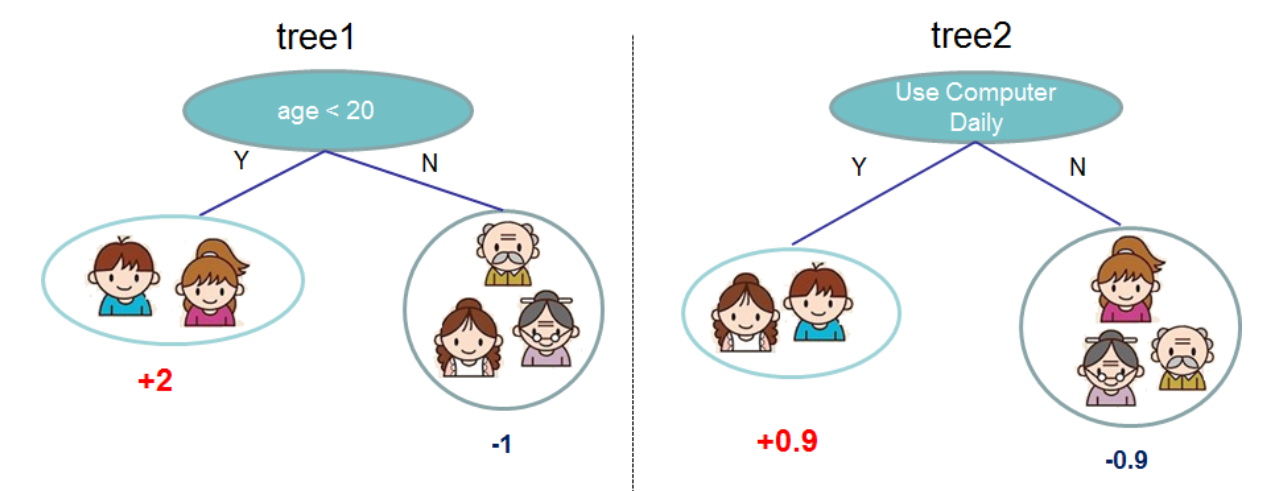 tree1
age < 20
Y
N
+2
-1
tree2
Use Computer
Daily
Y
N
+0.9
-0.9